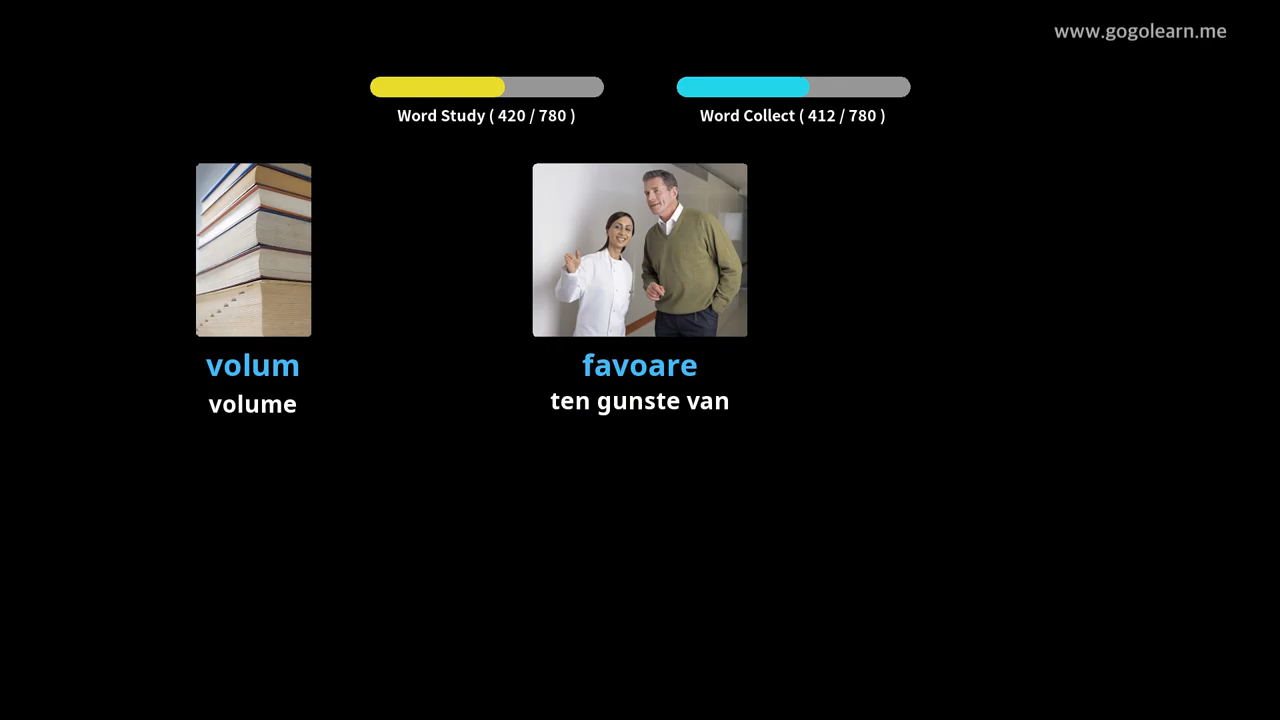 www.gogolearn.me
Word Study ( 420 / 780 )
Word Collect ( 412 / 780 )
volum
volume
favoare
ten gunste van